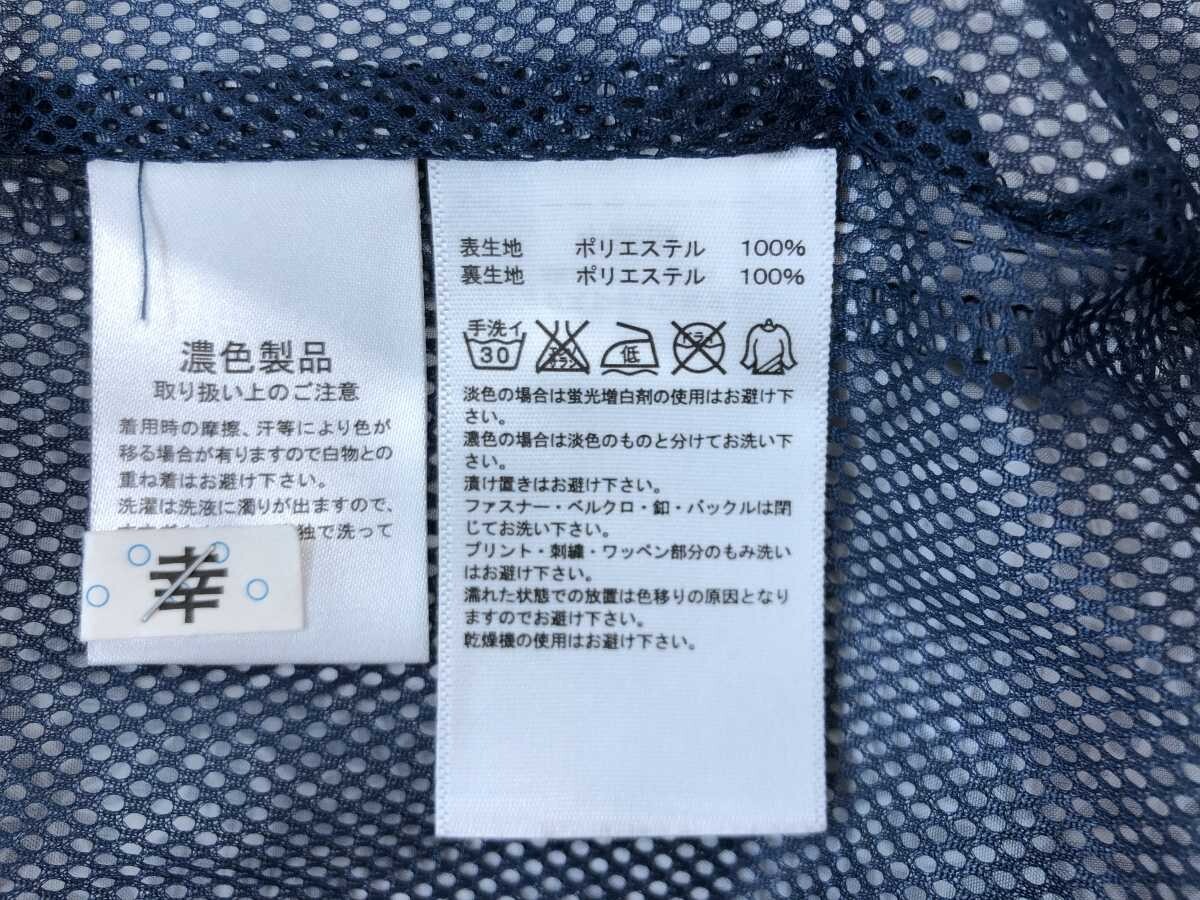 濃色製品
取り扱い上のご注意
着用時の摩擦、汗等により色が
移る場合が有りますので白物との
重ね着はお避け下さい。
洗濯は洗液に濁りが出ますので、
独で洗って
幸
表生地 ポリエステル 100%
裏生地 ポリエステル 100%
手洗イ
30
エンソ
サラシ
低
ドライ
淡色の場合は蛍光増白剤の使用はお避け下
さい。
濃色の場合は淡色のものと分けてお洗い下
さい。
漬け置きはお避け下さい。
ファスナー・ベルクロ・釦・バックルは閉
じてお洗い下さい。
プリント・刺繍・ワッペン部分のもみ洗い
はお避け下さい。
濡れた状態での放置は色移りの原因となり
ますのでお避け下さい。
乾燥機の使用はお避け下さい。